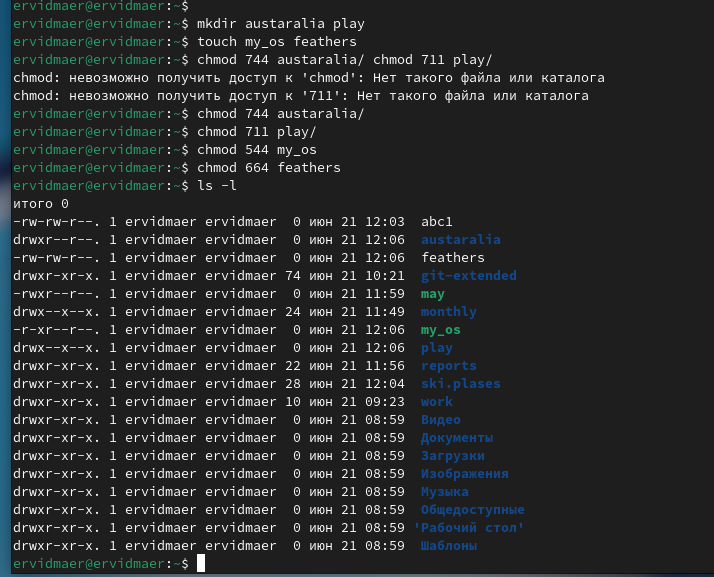 ervidmaer@ervidmaer:~$
ervidmaer@ervidmaer:~$ mkdir austaralia play
ervidmaer@ervidmaer:~$ touch my_os feathers
ervidmaer@ervidmaer:~$ chmod 744 austaralia/ chmod 711 play/
chmod: невозможно получить доступ к 'chmod': Нет такого файла или каталога
chmod: невозможно получить доступ к '711': Нет такого файла или каталога
ervidmaer@ervidmaer:~$ chmod 744 austaralia/
ervidmaer@ervidmaer:~$ chmod 711 play/
ervidmaer@ervidmaer:~$ chmod 544 my_os
ervidmaer@ervidmaer:~$ chmod 664 feathers
ervidmaer@ervidmaer:~$ ls -l
итого 0
-rw-rw-r--. 1 ervidmaer ervidmaer  0 июн 21 12:03  abc1
drwxr--r--. 1 ervidmaer ervidmaer  0 июн 21 12:06  austaralia
-rw-rw-r--. 1 ervidmaer ervidmaer  0 июн 21 12:06  feathers
drwxr-xr-x. 1 ervidmaer ervidmaer 74 июн 21 10:21  git-extended
-rwxr--r--. 1 ervidmaer ervidmaer  0 июн 21 11:59  may
drwx--x--x. 1 ervidmaer ervidmaer 24 июн 21 11:49  monthly
-r-xr--r--. 1 ervidmaer ervidmaer  0 июн 21 12:06  my_os
drwx--x--x. 1 ervidmaer ervidmaer  0 июн 21 12:06  play
drwxr-xr-x. 1 ervidmaer ervidmaer 22 июн 21 11:56  reports
drwxr-xr-x. 1 ervidmaer ervidmaer 28 июн 21 12:04  ski.plases
drwxr-xr-x. 1 ervidmaer ervidmaer 10 июн 21 09:23  work
drwxr-xr-x. 1 ervidmaer ervidmaer  0 июн 21 08:59  Видео
drwxr-xr-x. 1 ervidmaer ervidmaer  0 июн 21 08:59  Документы
drwxr-xr-x. 1 ervidmaer ervidmaer  0 июн 21 08:59  Загрузки
drwxr-xr-x. 1 ervidmaer ervidmaer  0 июн 21 08:59  Изображения
drwxr-xr-x. 1 ervidmaer ervidmaer  0 июн 21 08:59  Музыка
drwxr-xr-x. 1 ervidmaer ervidmaer  0 июн 21 08:59  Общедоступные
drwxr-xr-x. 1 ervidmaer ervidmaer  0 июн 21 08:59 'Рабочий стол'
drwxr-xr-x. 1 ervidmaer ervidmaer  0 июн 21 08:59  Шаблоны
ervidmaer@ervidmaer:~$